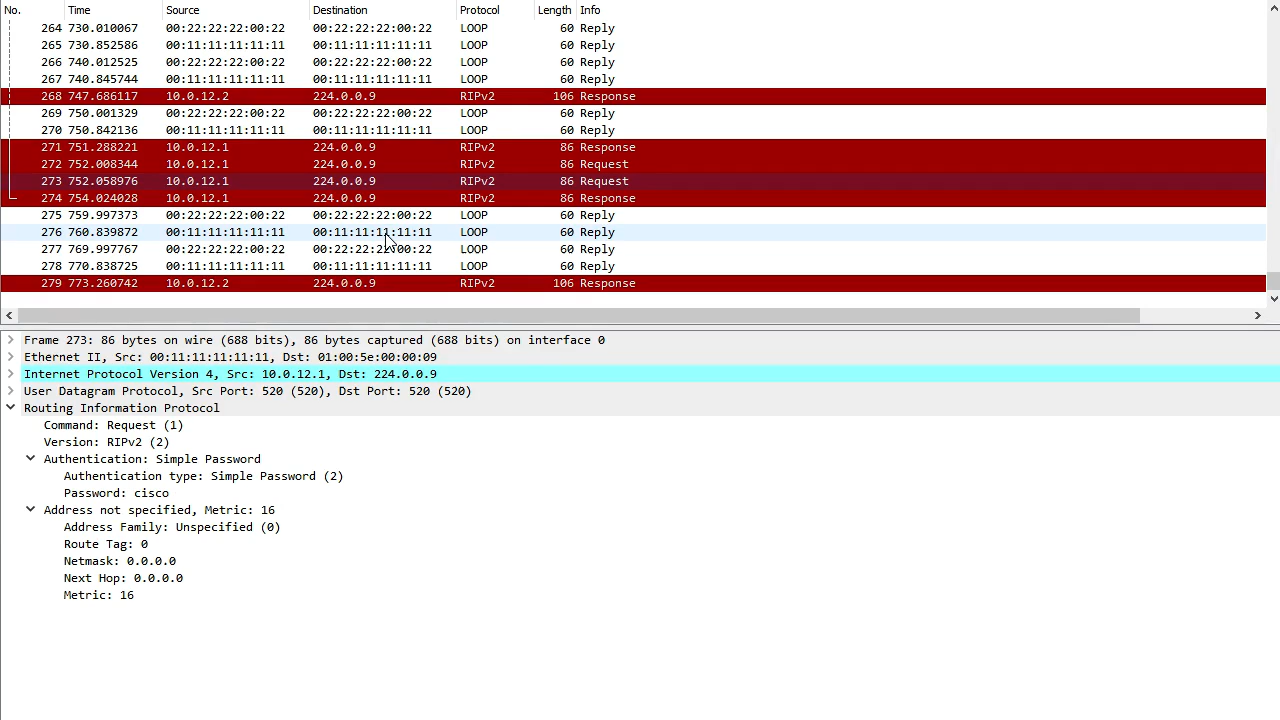 No. Time Source Destination Protocol Length Info
264 730.010067 00:22:22:22:00:22 00:22:22:22:00:22 LOOP 60 Reply
265 730.852586 00:11:11:11:11:11 00:11:11:11:11:11 LOOP 60 Reply
266 740.012525 00:22:22:22:00:22 00:22:22:22:00:22 LOOP 60 Reply
267 740.845744 00:11:11:11:11:11 00:11:11:11:11:11 LOOP 60 Reply
268 747.686117 10.0.12.2 224.0.0.9 RIPv2 106 Response
269 750.001329 00:22:22:22:00:22 00:22:22:22:00:22 LOOP 60 Reply
270 750.842136 00:11:11:11:11:11 00:11:11:11:11:11 LOOP 60 Reply
271 751.288221 10.0.12.1 224.0.0.9 RIPv2 86 Response
272 752.008344 10.0.12.1 224.0.0.9 RIPv2 86 Request
273 752.058976 10.0.12.1 224.0.0.9 RIPv2 86 Request
274 754.024028 10.0.12.1 224.0.0.9 RIPv2 86 Response
275 759.997373 00:22:22:22:00:22 00:22:22:22:00:22 LOOP 60 Reply
276 760.839872 00:11:11:11:11:11 00:11:11:11:11:11 LOOP 60 Reply
277 769.997767 00:22:22:22:00:22 00:22:22:22:00:22 LOOP 60 Reply
278 770.838725 00:11:11:11:11:11 00:11:11:11:11:11 LOOP 60 Reply
279 773.260742 10.0.12.2 224.0.0.9 RIPv2 106 Response
Frame 273: 86 bytes on wire (688 bits), 86 bytes captured (688 bits) on interface 0
Ethernet II, Src: 00:11:11:11:11:11, Dst: 01:00:5e:00:00:09
Internet Protocol Version 4, Src: 10.0.12.1, Dst: 224.0.0.9
User Datagram Protocol, Src Port: 520 (520), Dst Port: 520 (520)
Routing Information Protocol
Command: Request (1)
Version: RIPv2 (2)
Authentication: Simple Password
Authentication type: Simple Password (2)
Password: cisco
Address not specified, Metric: 16
Address Family: Unspecified (0)
Route Tag: 0
Netmask: 0.0.0.0
Next Hop: 0.0.0.0
Metric: 16